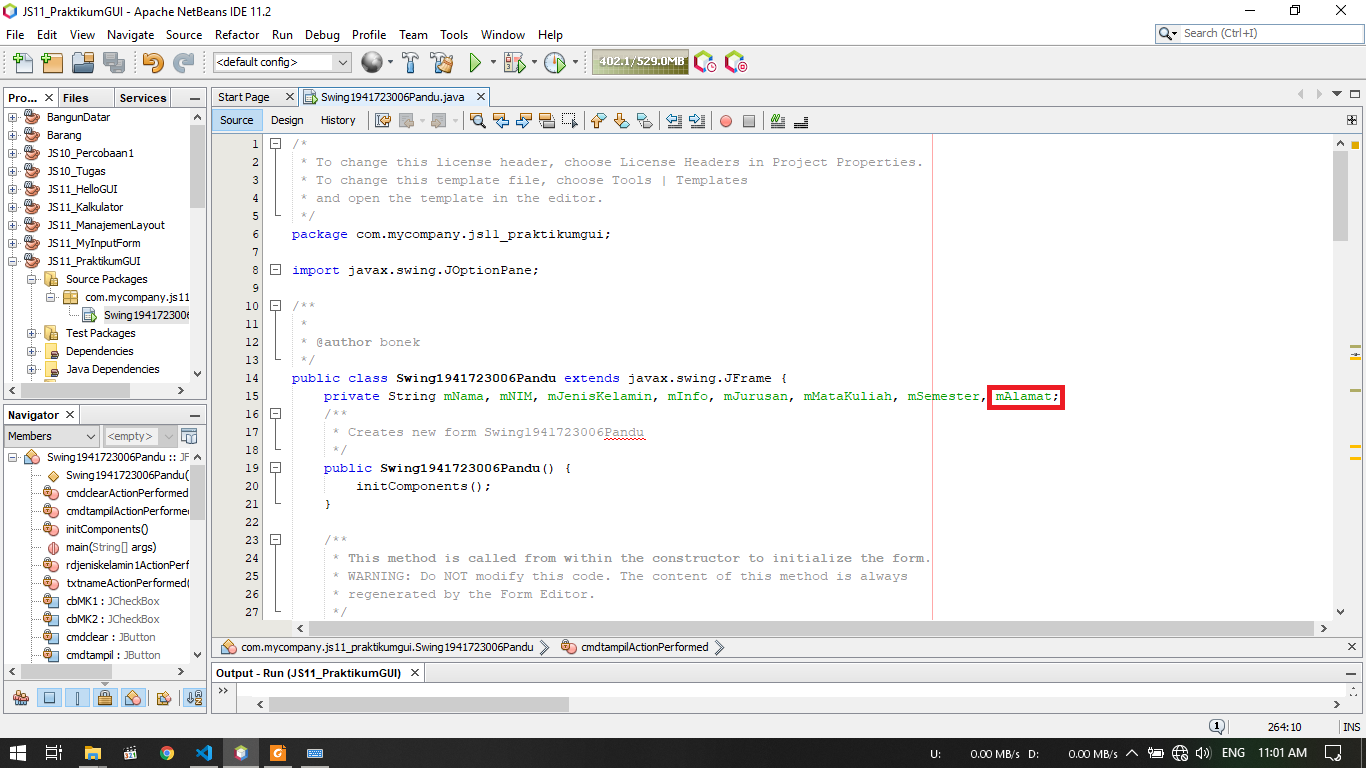 JS11_PraktikumGUI - Apache NetBeans IDE 11.2
File Edit View Navigate Source Refactor Run Debug Profile Team Tools Window Help
Search (Ctrl+I)
<default config>
402.1/529.0MB
Pro... Files Services
BangunDatar
Barang
JS10_Percobaan1
JS10_Tugas
JS11_HelloGUI
JS11_Kalkulator
JS11_ManajemenLayout
JS11_MyInputForm
JS11_PraktikumGUI
Source Packages
com.mycompany.js11
Swing1941723006
Test Packages
Dependencies
Java Dependencies
Navigator
Members
<empty>
Swing1941723006Pandu :: JF
Swing1941723006Pandu(
cmdclearActionPerformed
cmdtampilActionPerforme
initComponents()
main(String[] args)
rdjeniskelamin1ActionPerf
txtnameActionPerformed(
cbMK1 : JCheckBox
cbMK2 : JCheckBox
cmdclear : JButton
cmdtampil : JButton
Start Page
Swing1941723006Pandu.java
Source Design History
1 /*
2 * To change this license header, choose License Headers in Project Properties.
3 * To change this template file, choose Tools | Templates
4 * and open the template in the editor.
5 */
6 package com.mycompany.js11_praktikumgui;
7
8 import javax.swing.JOptionPane;
9
10 /**
11 *
12 * @author bonek
13 */
14 public class Swing1941723006Pandu extends javax.swing.JFrame {
15 private String mNama, mNIM, mJenisKelamin, mInfo, mJurusan, mMataKuliah, mSemester, mAlamat;
16 /**
17 * Creates new form Swing1941723006Pandu
18 */
19 public Swing1941723006Pandu() {
20 initComponents();
21 }
22
23 /**
24 * This method is called from within the constructor to initialize the form.
25 * WARNING: Do NOT modify this code. The content of this method is always
26 * regenerated by the Form Editor.
27 */
com.mycompany.js11_praktikumgui.Swing1941723006Pandu
cmdtampilActionPerformed
Output - Run (JS11_PraktikumGUI)
1
264:10
INS
U: 0.00 MB/s D: 0.00 MB/s
ENG 11:01 AM